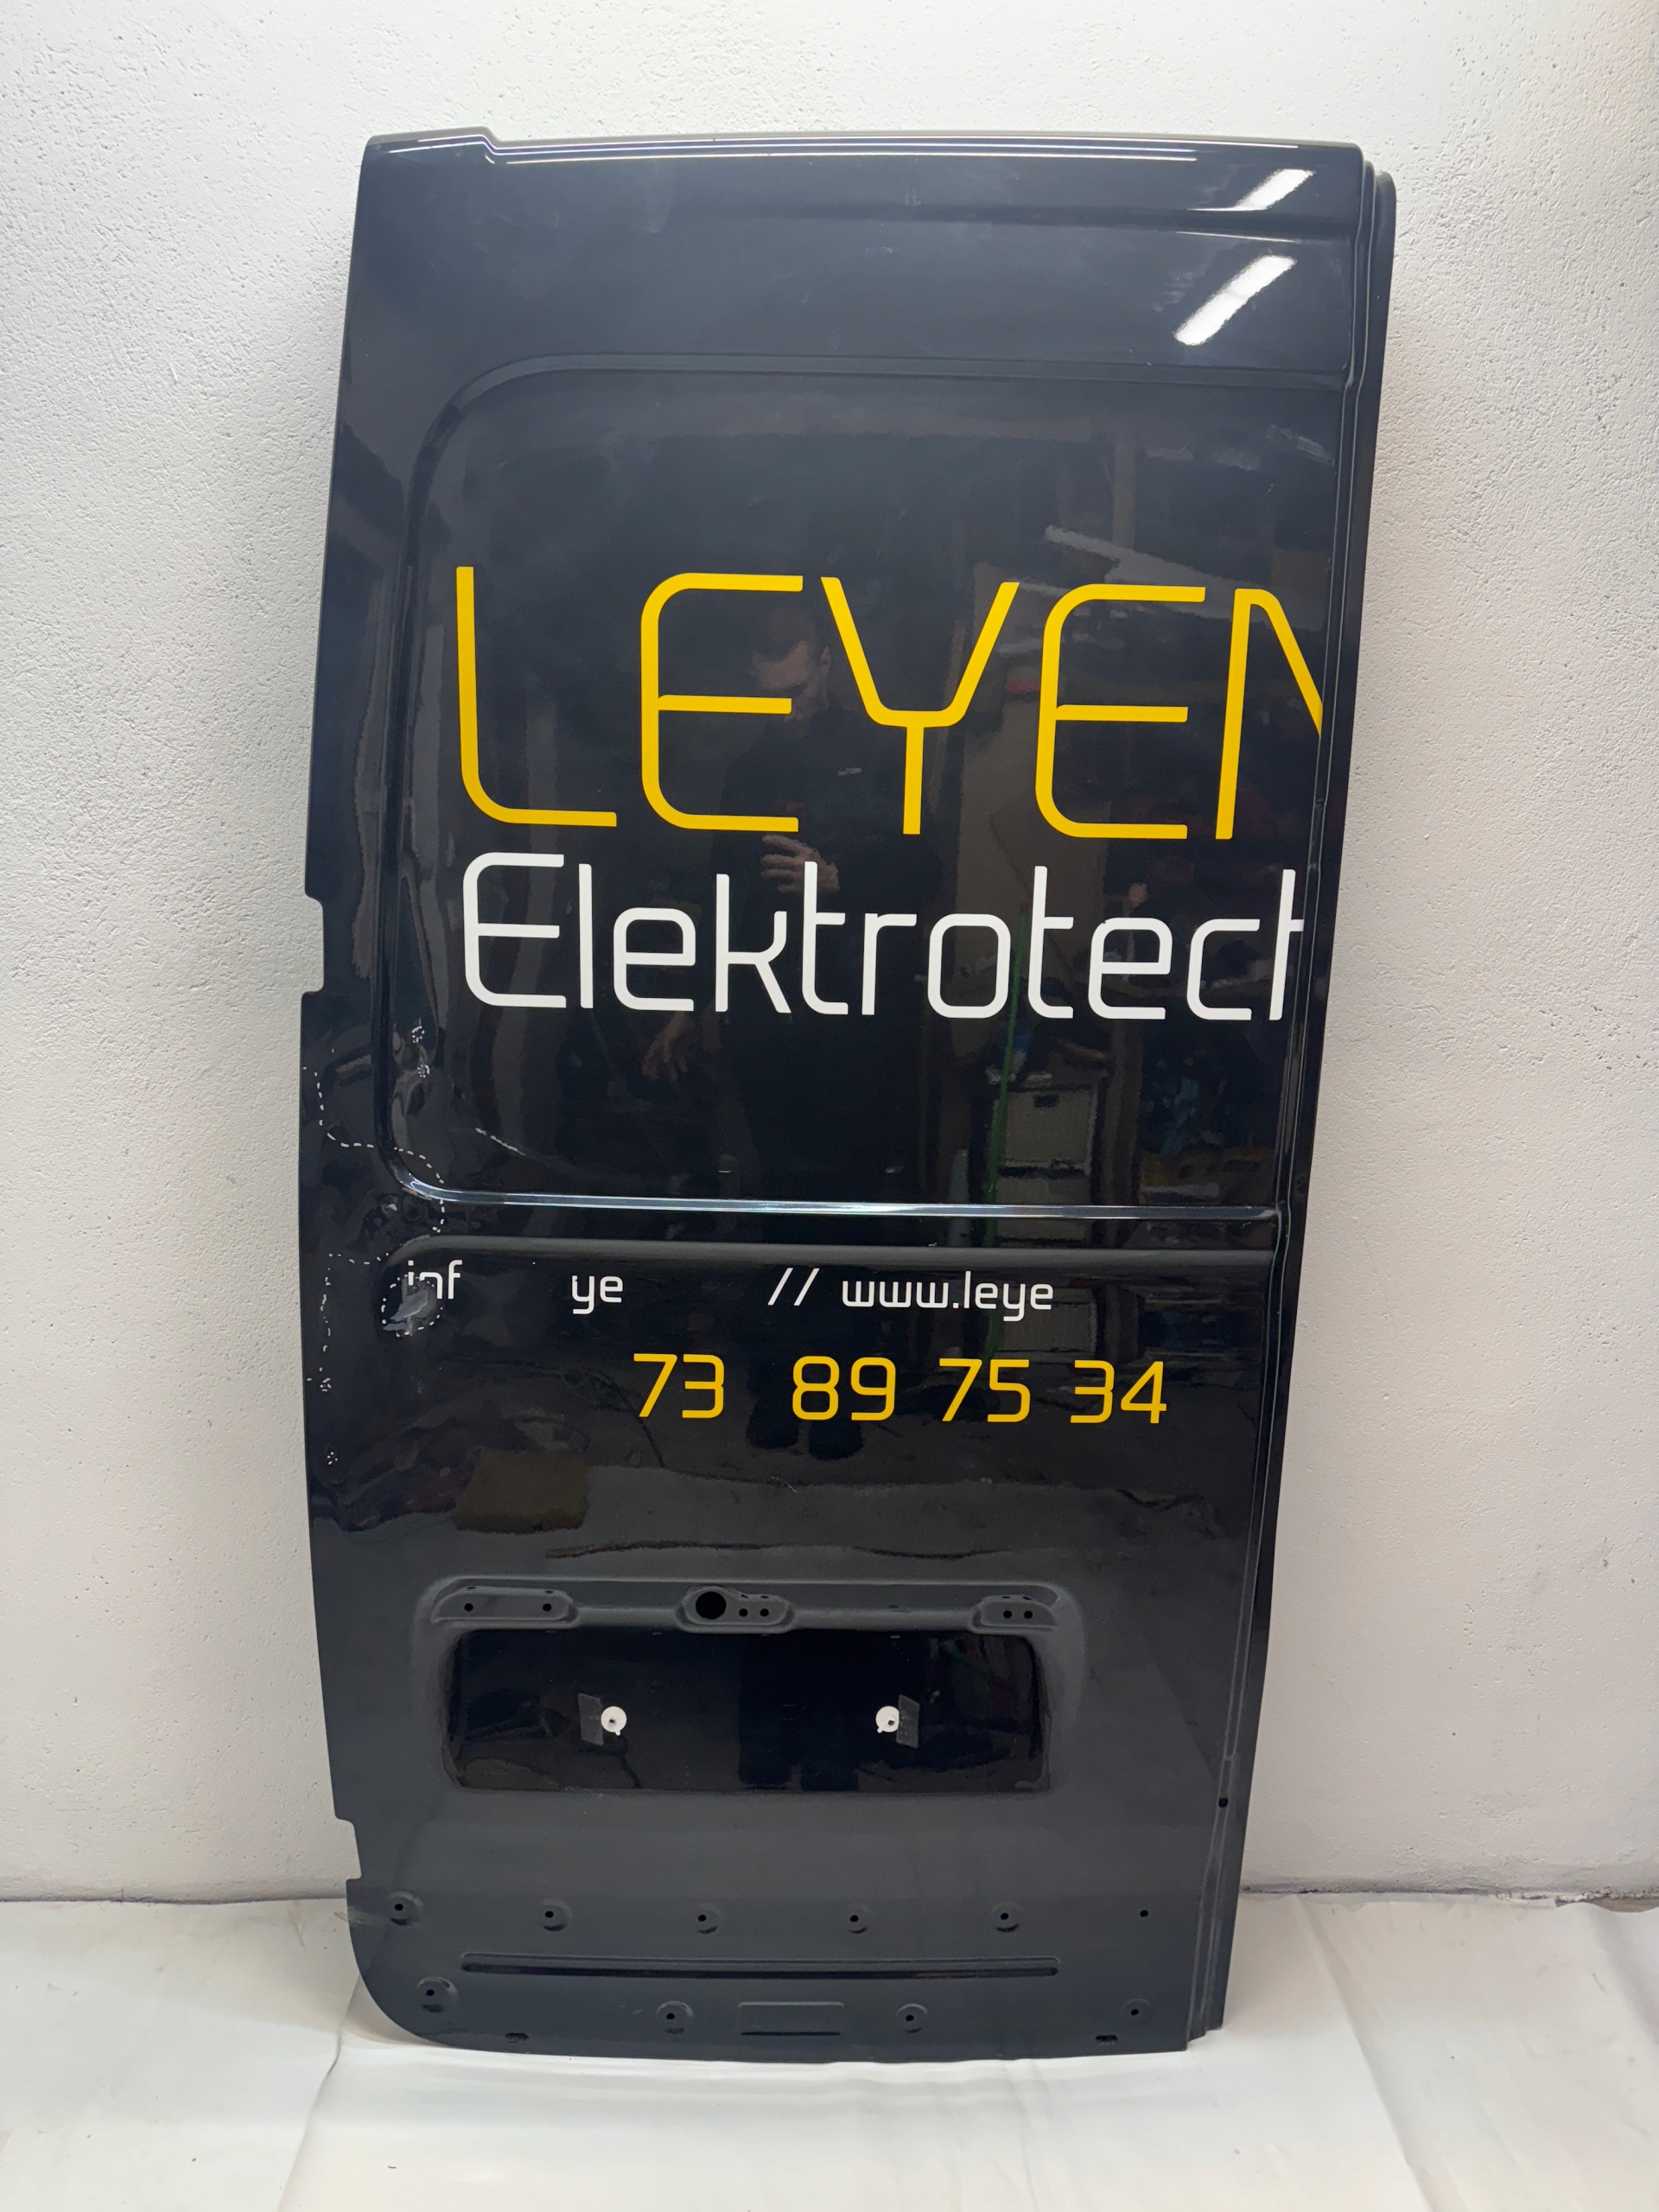 LEYEN
Elektrotech
inf ye // www.leye
73 89 75 34